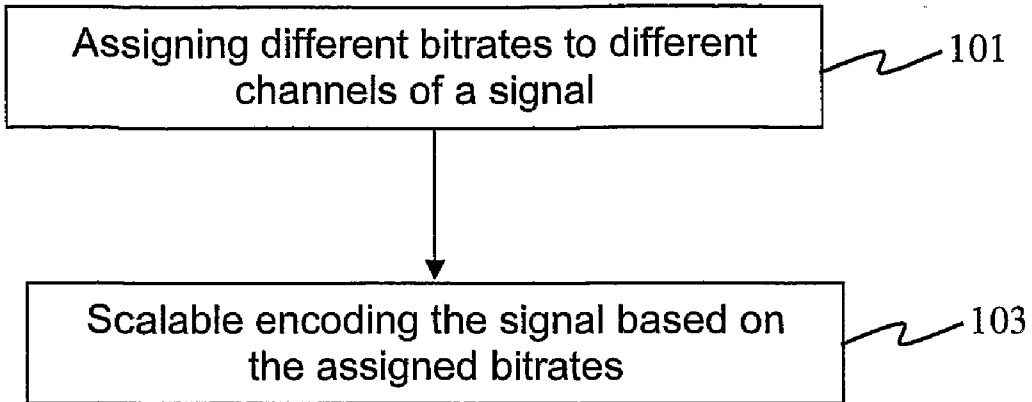 Assigning different bitrates to different
channels of a signal
101
Scalable encoding the signal based on
the assigned bitrates
103